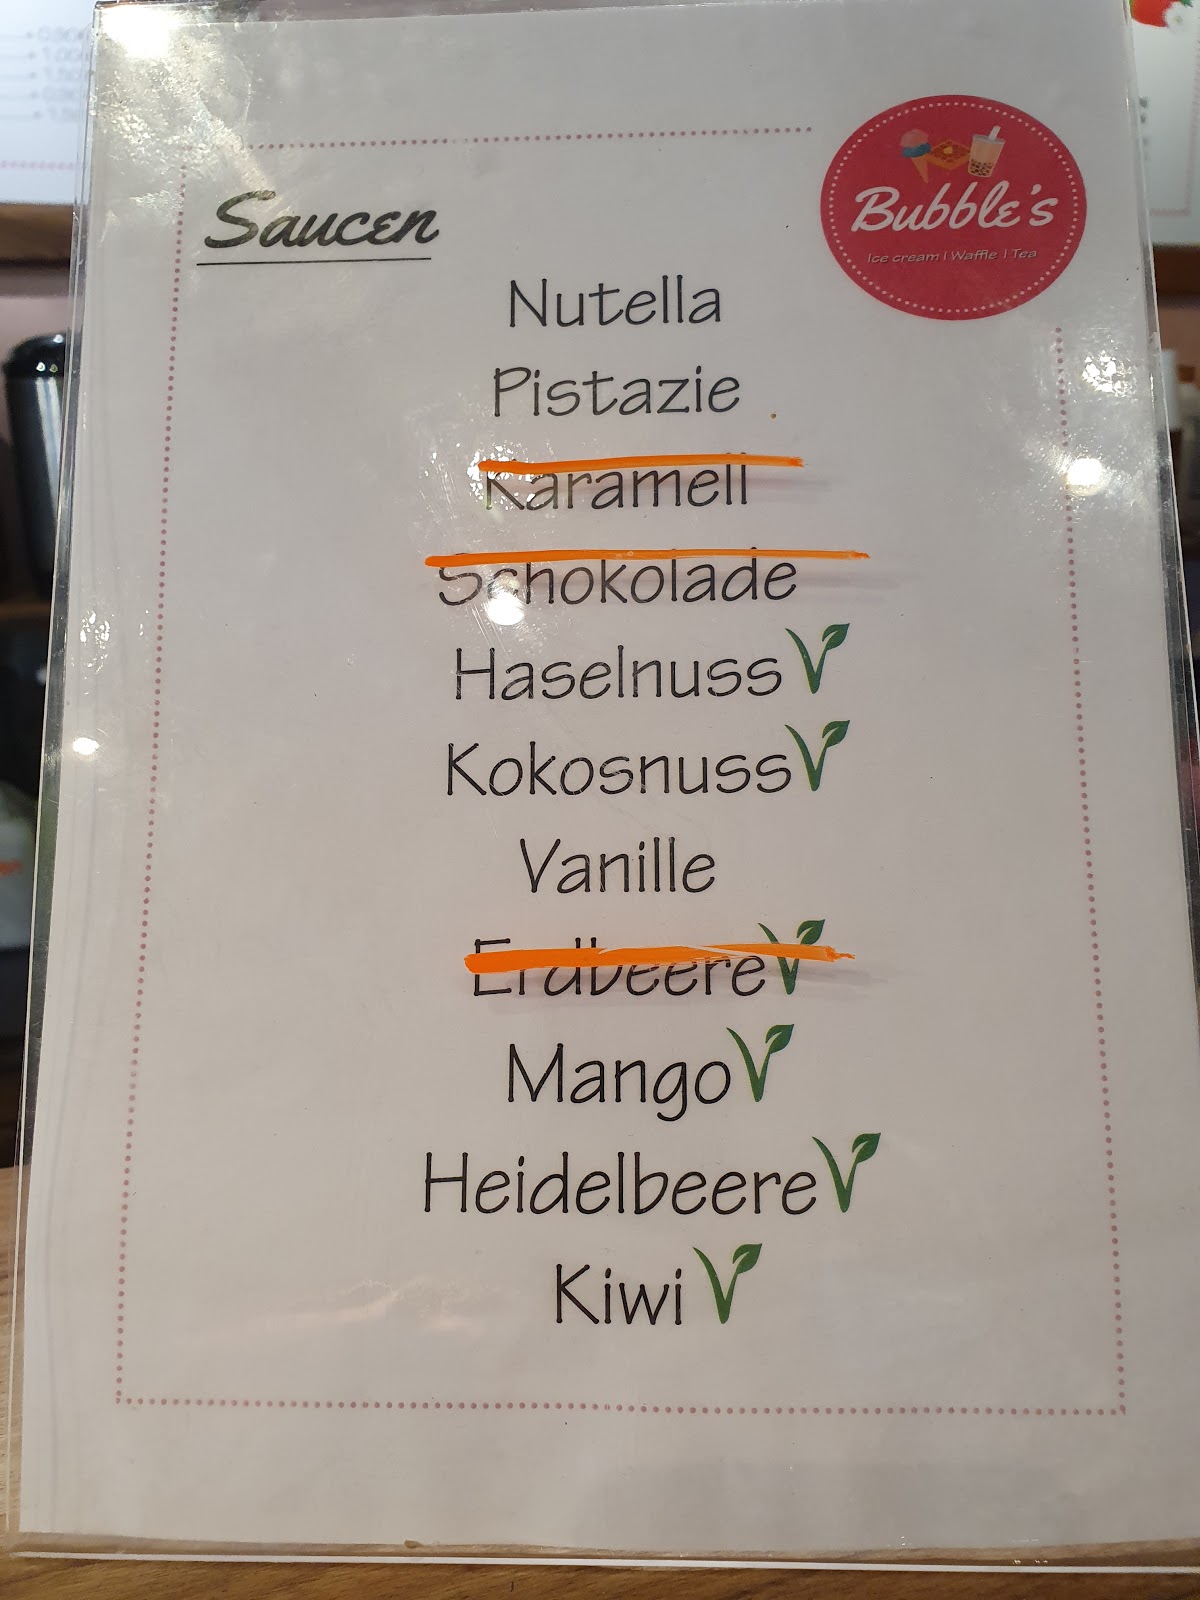 Saucen
Bubble's
Ice cream | Waffle | Tea
Nutella
Pistazie
Karamell
Schokolade
Haselnuss
Kokosnuss
Vanille
Erdbeere
Mango
Heidelbeere
Kiwi